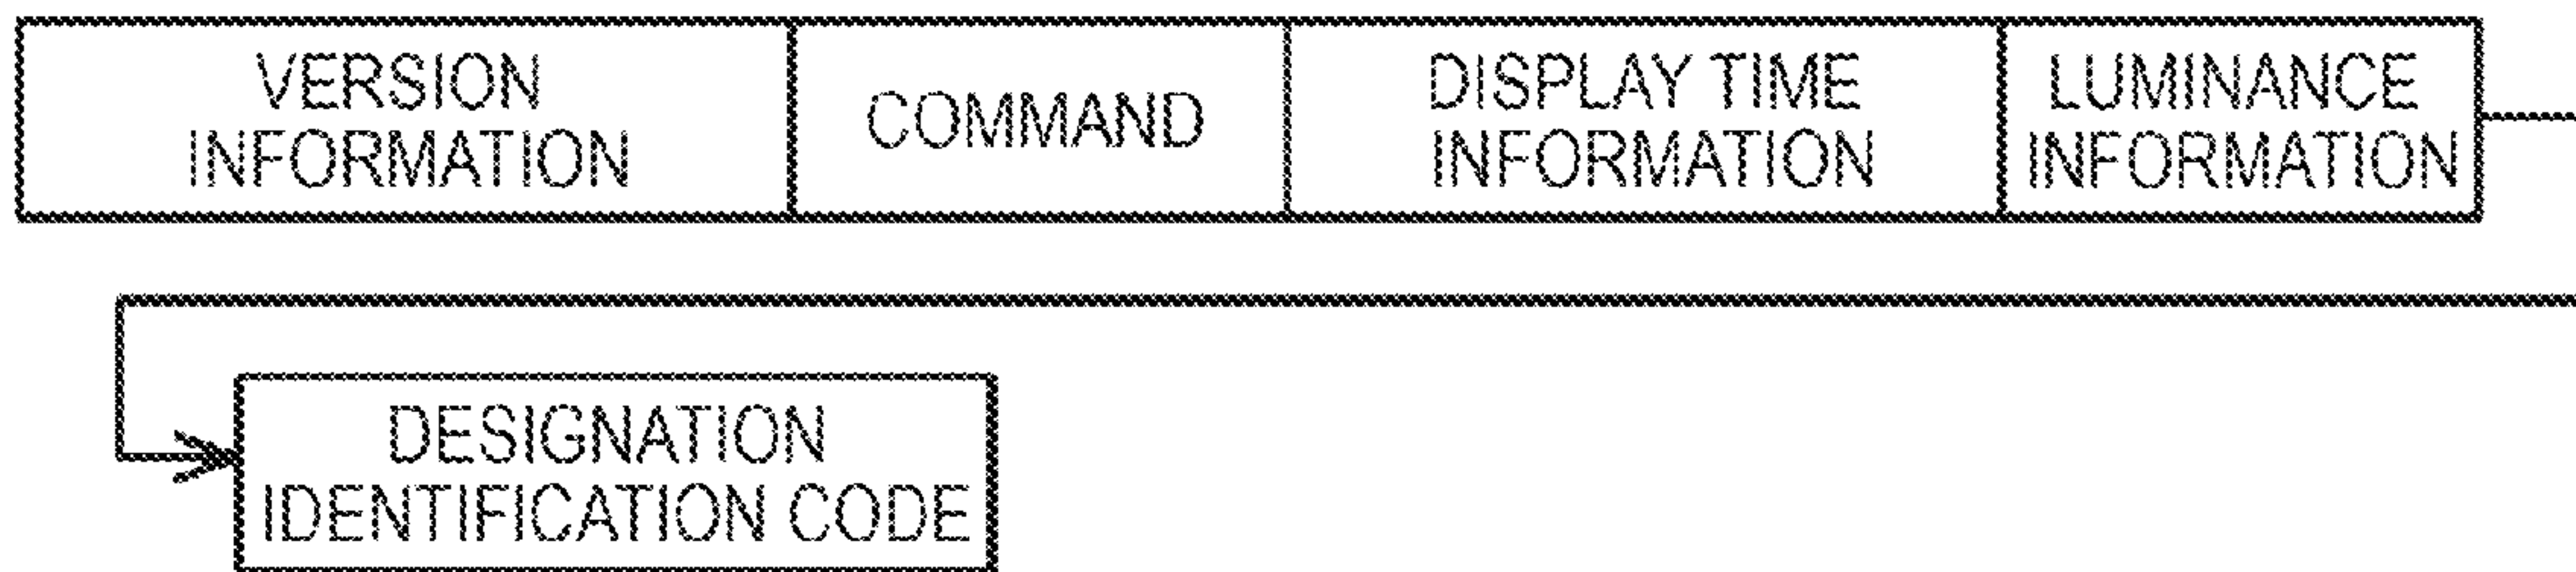 VERSION
INFORMATION
COMMAND
DISPLAY TIME
INFORMATION
LUMINANCE
INFORMATION
DESIGNATION
IDENTIFICATION CODE